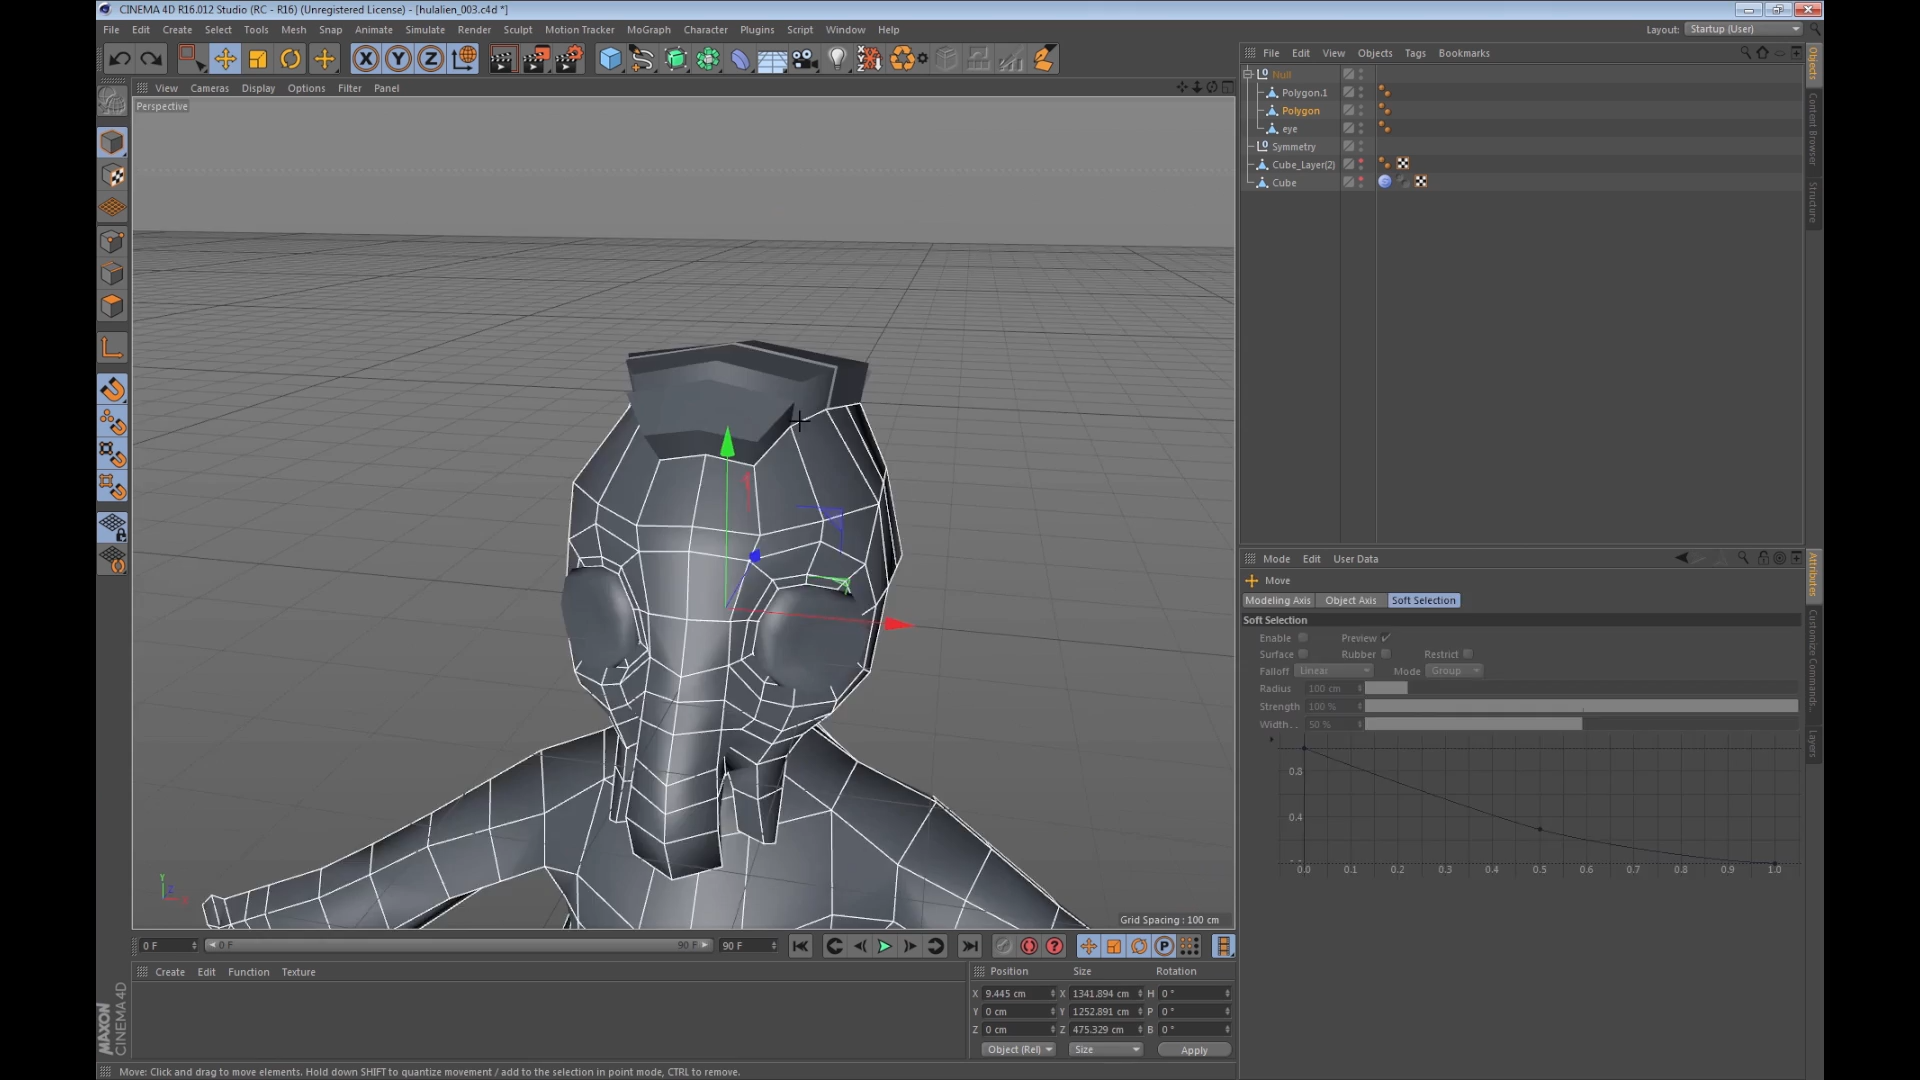 CINEMA 4D R16.012 Studio (RC - R16) (Unregistered License) - [hulalien_003.c4d *]
File Edit Create Select Tools Mesh Snap Animate Simulate Render Sculpt Motion Tracker MoGraph Character Plugins Script Window Help
Layout: Startup (User)
File Edit View Objects Tags Bookmarks
Null
Polygon.1
Polygon
eye
Symmetry
Cube_Layer(2)
Cube
View Cameras Display Options Filter Panel
Perspective
Y
Z
X
Grid Spacing : 100 cm
Objects
Content Browser
Structure
Mode Edit User Data
Move
Modeling Axis Object Axis Soft Selection
Soft Selection
Enable Preview
Surface Rubber Restrict
Falloff Linear Mode Group
Radius 100 cm
Strength 100 %
Width.. 50 %
0.8
0.4
0.0 0.1 0.2 0.3 0.4 0.5 0.6 0.7 0.8 0.9 1.0
Attributes
Customize Commands...
Layers
0 F 0 F 90 F 90 F
Create Edit Function Texture
Position Size Rotation
X 9.445 cm X 1341.894 cm H 0 °
Y 0 cm Y 1252.891 cm P 0 °
Z 0 cm Z 475.329 cm B 0 °
Object (Rel) Size Apply
MAXON
CINEMA 4D
Move: Click and drag to move elements. Hold down SHIFT to quantize movement / add to the selection in point mode, CTRL to remove.